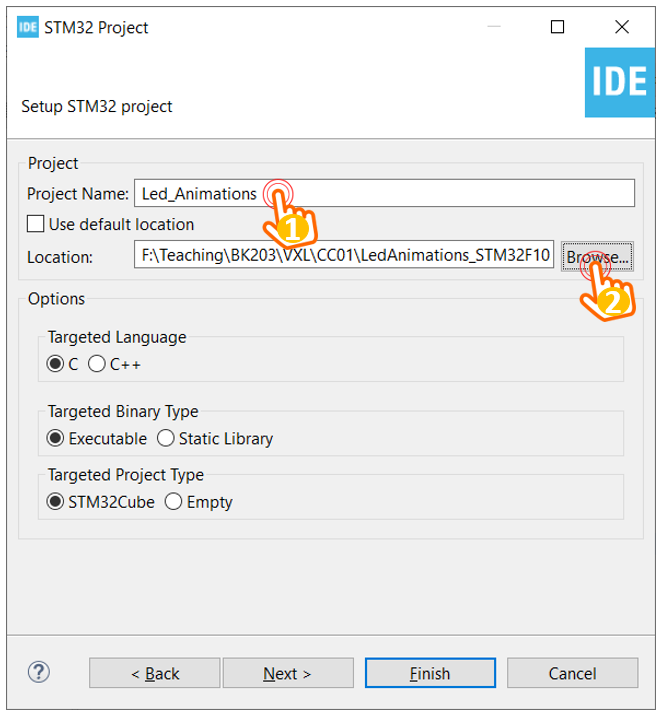 IDE STM32 Project
IDE
Setup STM32 project
Project
Project Name: Led_Animations
1
Use default location
Location: F:\Teaching\BK203\VXL\CC01\LedAnimations_STM32F10 Browse...
2
Options
Targeted Language
C C++
Targeted Binary Type
Executable Static Library
Targeted Project Type
STM32Cube Empty
? < Back Next > Finish Cancel